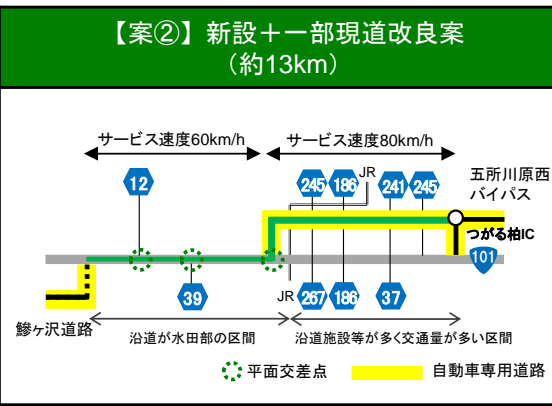 【案②】新設＋一部現道改良案
（約13km）
サービス速度60km/h
サービス速度80km/h
JR
12
245
186
241
245
五所川原西
バイパス
つがる柏IC
101
39
JR
267
186
37
鰺ヶ沢道路
沿道が水田部の区間
沿道施設等が多く交通量が多い区間
平面交差点
自動車専用道路